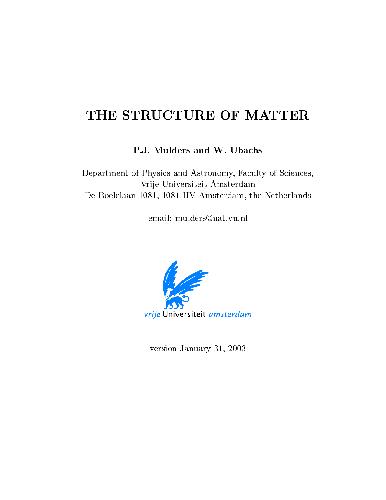 THE STRUCTURE OF MATTER
P.J. Mulders and W. Ubachs
Department of Physics and Astronomy, Faculty of Sciences,
Vrije Universiteit Amsterdam
De Boelelaan 1081, 1081 HV Amsterdam, the Netherlands
email: mulders@nat.vu.nl
vrije Universiteit amsterdam
version January 31, 2003